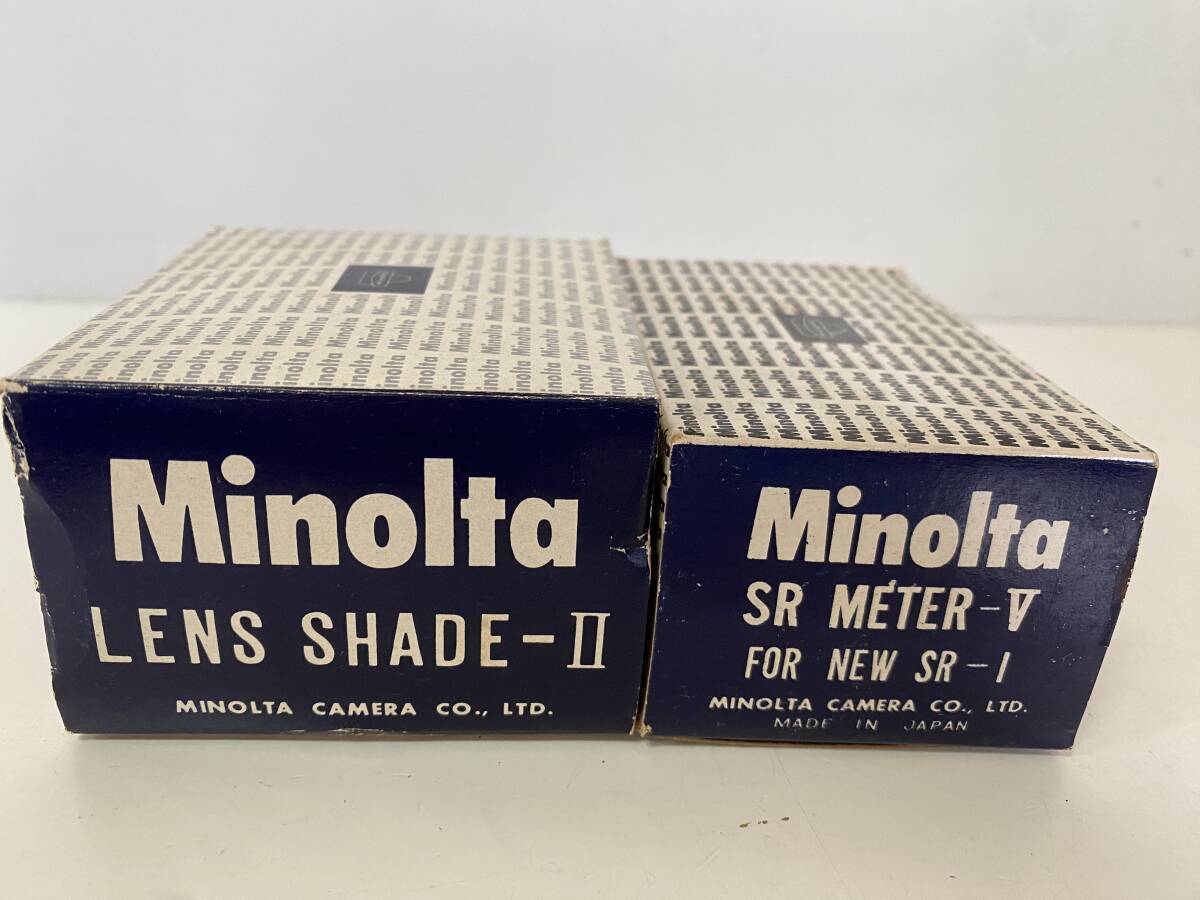 Minolta
LENS SHADE-II
MINOLTA CAMERA CO., LTD.
Minolta
SR METER-V
FOR NEW SR-1
MINOLTA CAMERA CO., LTD.
MADE IN JAPAN